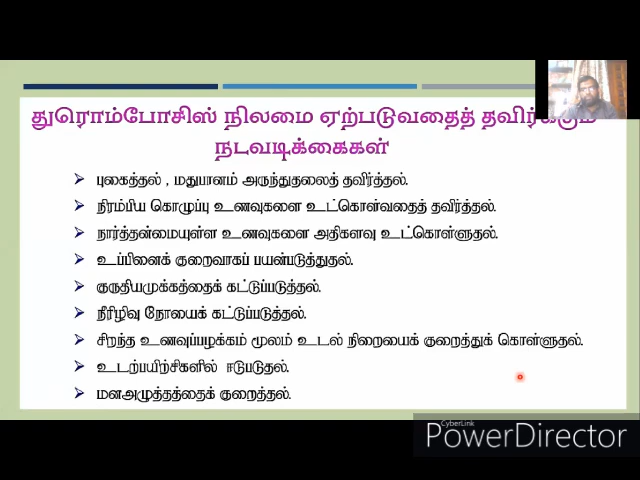 துரொம்போசிஸ் நிலமை ஏற்படுவதைத் தவிர்க்கும்
நடவடிக்கைகள்
➤ புகைத்தல் , மதுபானம் அருந்துதலைத் தவிர்த்தல்.
➤ நிரம்பிய கொழுப்பு உணவுகளை உட்கொள்வதைத் தவிர்த்தல்.
➤ நார்த்தன்மையுள்ள உணவுகளை அதிகளவு உட்கொள்ளுதல்.
➤ உப்பினைக் குறைவாகப் பயன்படுத்துதல்.
➤ குருதியமுக்கத்தைக் கட்டுப்படுத்தல்.
➤ நீரிழிவு நோயைக் கட்டுப்படுத்தல்.
➤ சிறந்த உணவுப்பழக்கம் மூலம் உடல் நிறையைக் குறைத்துக் கொள்ளுதல்.
➤ உடற்பயிற்சிகளில் ஈடுபடுதல்.
➤ மனஅழுத்தத்தைக் குறைத்தல்.
CyberLink
PowerDirector